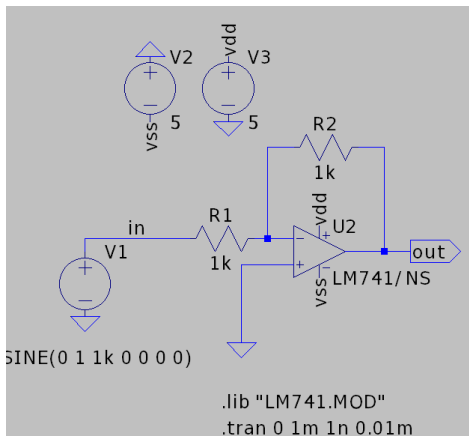 V2
vdd
V3
5
vss
5
R2
1k
in
R1
1k
vdd
U2
out
V1
vss
LM741/NS
SINE(0 1 1k 0 0 0 0)
.lib "LM741.MOD"
.tran 0 1m 1n 0.01m